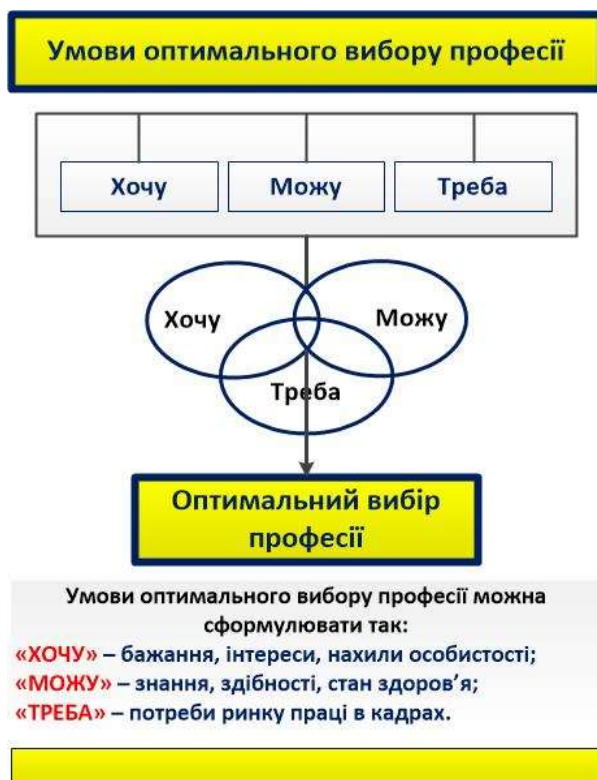 Умови оптимального вибору професії
Хочу
Можу
Треба
Хочу
Можу
Треба
Оптимальний вибір
професії
Умови оптимального вибору професії можна
сформулювати так:
«ХОЧУ» – бажання, інтереси, нахили особистості;
«МОЖУ» – знання, здібності, стан здоров’я;
«ТРЕБА» – потреби ринку праці в кадрах.